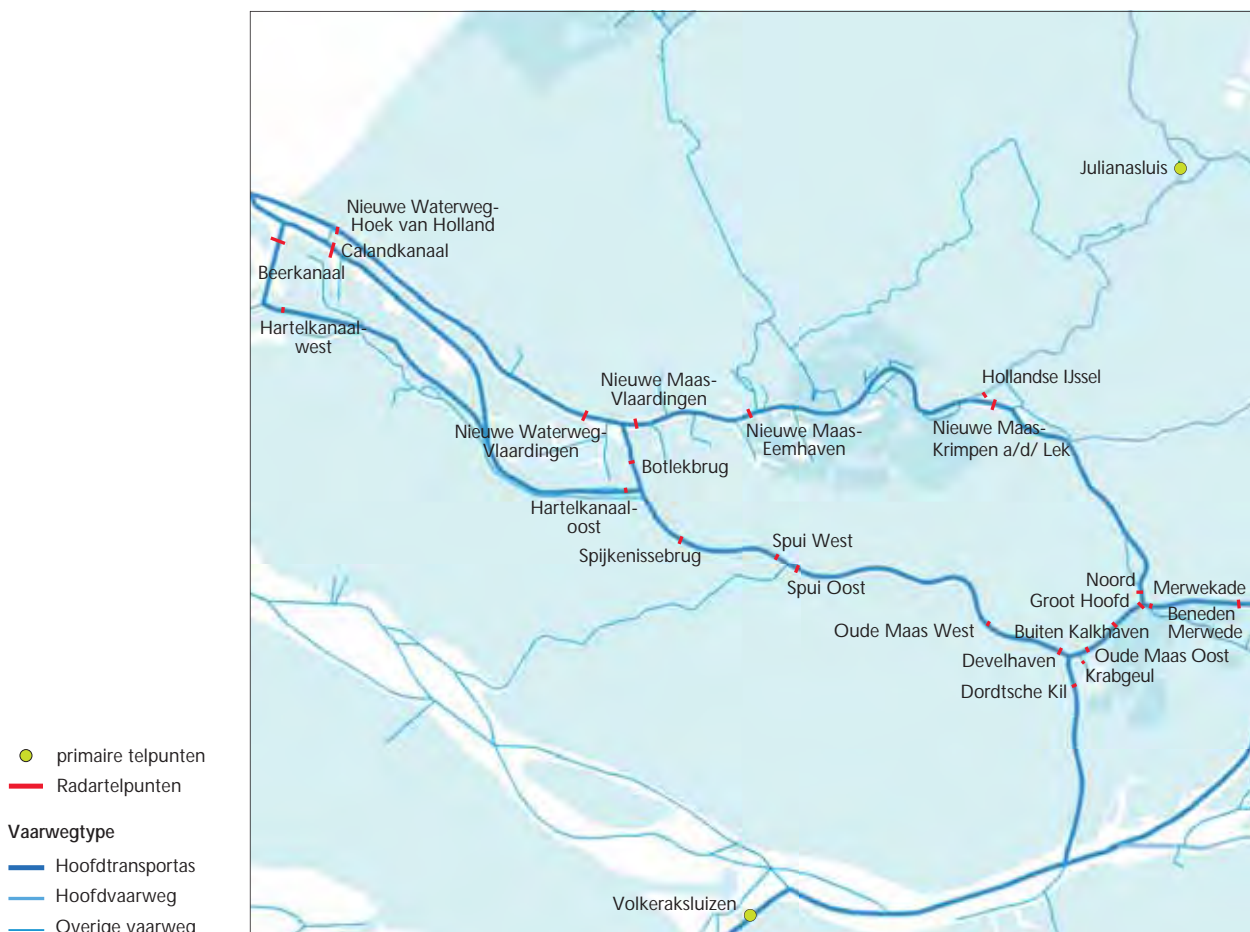 Julianasluis
Nieuwe Waterweg-
Hoek van Holland
Calandkanaal
Beerkanaal
Hartelkanaal-
west
Nieuwe Maas-
Vlaardingen
Hollandse IJssel
Nieuwe Waterweg-
Vlaardingen
Nieuwe Maas-
Eemhaven
Nieuwe Maas-
Krimpen a/d/ Lek
Botlekbrug
Hartelkanaal-
oost
Spijkenissebrug
Spui West
Spui Oost
Noord
Groot Hoofd
Merwekade
Beneden
Merwede
Oude Maas West
Buiten Kalkhaven
Develhaven
Oude Maas Oost
Krabgeul
Dordtsche Kil
Volkeraksluizen
primaire telpunten
Radartelpunten
Vaarwegtype
Hoofdtransportas
Hoofdvaarweg
Overige vaarweg